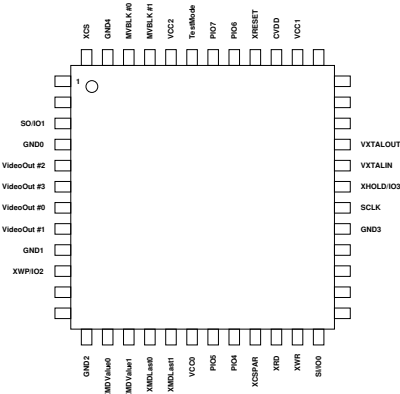 XCS
GND4
MVBLK #0
MVBLK #1
VCC2
TestMode
PIO7
PIO6
XRESET
CVDD
VCC1
1
SO/IO1
GND0
VideoOut #2
VideoOut #3
VideoOut #0
VideoOut #1
GND1
XWP/IO2
VXTALOUT
VXTALIN
XHOLD/IO3
SCLK
GND3
GND2
XMDValue0
XMDValue1
XMDLast0
XMDLast1
VCC0
PIO5
PIO4
XCSPAR
XRD
XWR
SI/IO0